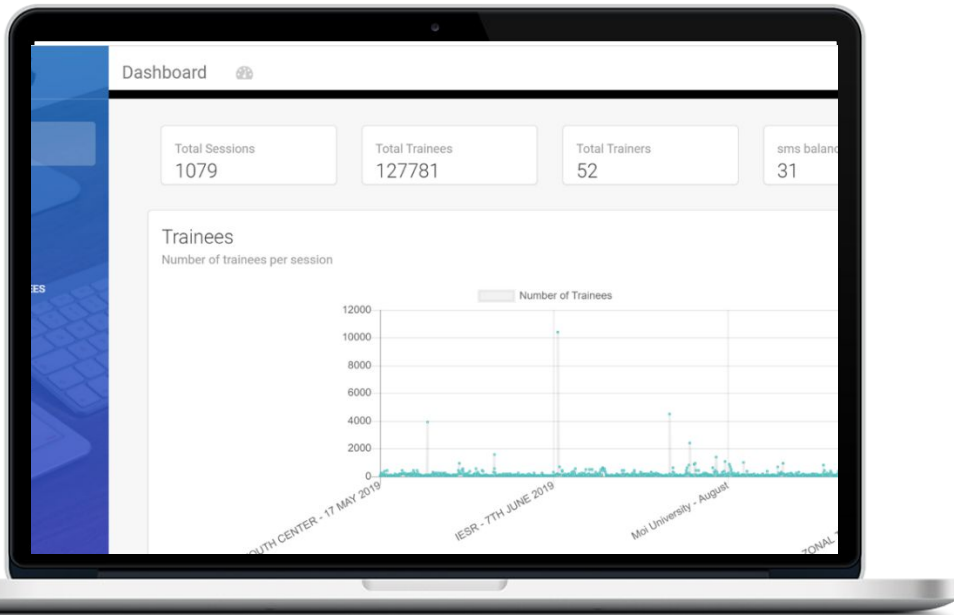 Dashboard
Total Sessions
1079
Total Trainees
127781
Total Trainers
52
sms balanc
31
Trainees
Number of trainees per session
EES
Number of Trainees
12000
10000
8000
6000
4000
2000
0
OUTH CENTER - 17 MAY 2019
IESR - 7TH JUNE 2019
Moi University - August
ZONAL